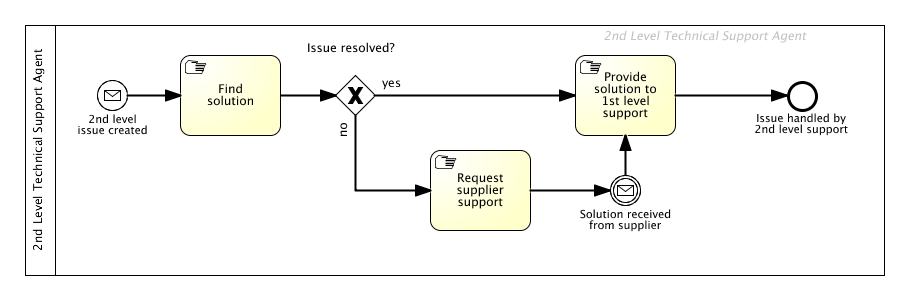 2nd Level Technical Support Agent
2nd Level Technical Support Agent
Issue resolved?
2nd level
issue created
Find
solution
yes
no
Provide
solution to
1st level
support
Issue handled by
2nd level support
Request
supplier
support
Solution received
from supplier